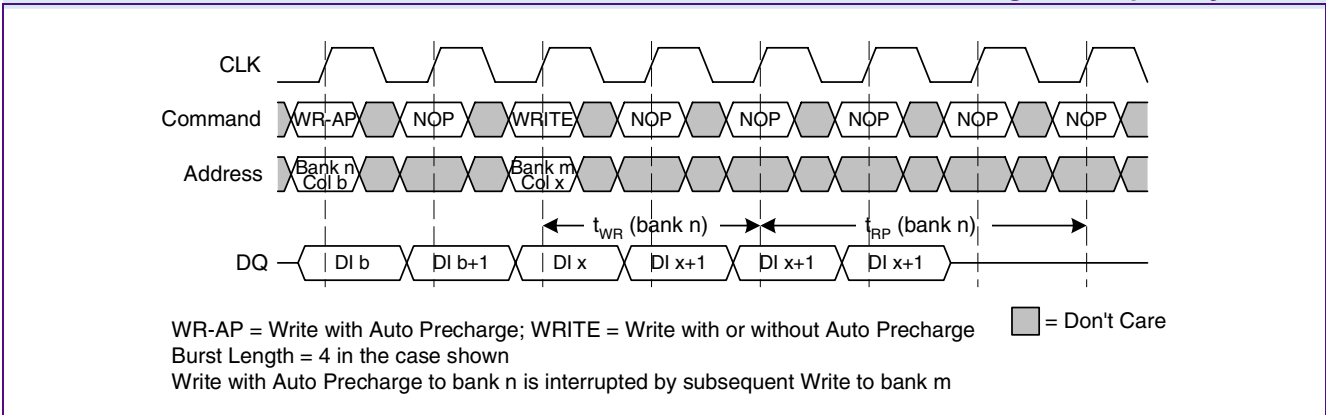 CLK
Command WR-AP NOP WRITE NOP NOP NOP NOP NOP
Address Bank n Col b Bank m Col x
tWR (bank n) tRP (bank n)
DQ DI b DI b+1 DI x DI x+1 DI x+1 DI x+1
WR-AP = Write with Auto Precharge; WRITE = Write with or without Auto Precharge
= Don't Care
Burst Length = 4 in the case shown
Write with Auto Precharge to bank n is interrupted by subsequent Write to bank m